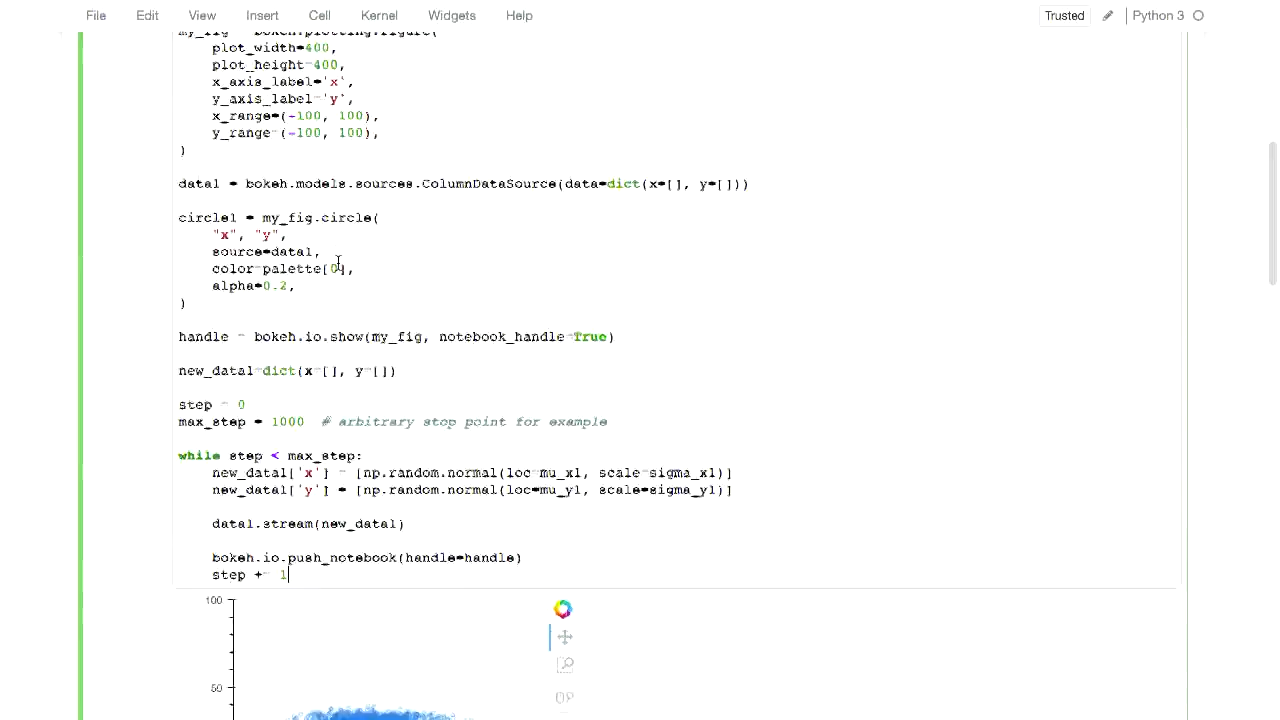 File Edit View Insert Cell Kernel Widgets Help Trusted Python 3
my_fig = bokeh.plotting.figure(
    plot_width=400,
    plot_height=400,
    x_axis_label='x',
    y_axis_label='y',
    x_range=(-100, 100),
    y_range=(-100, 100),
)
data1 = bokeh.models.sources.ColumnDataSource(data=dict(x=[], y=[]))
circle1 = my_fig.circle(
    "x", "y",
    source=data1,
    color=palette[0],
    alpha=0.2,
)
handle = bokeh.io.show(my_fig, notebook_handle=True)
new_data1=dict(x=[], y=[])
step = 0
max_step = 1000  # arbitrary stop point for example
while step < max_step:
    new_data1['x'] = [np.random.normal(loc=mu_x1, scale=sigma_x1)]
    new_data1['y'] = [np.random.normal(loc=mu_y1, scale=sigma_y1)]
    data1.stream(new_data1)
    bokeh.io.push_notebook(handle=handle)
    step += 1
100
50